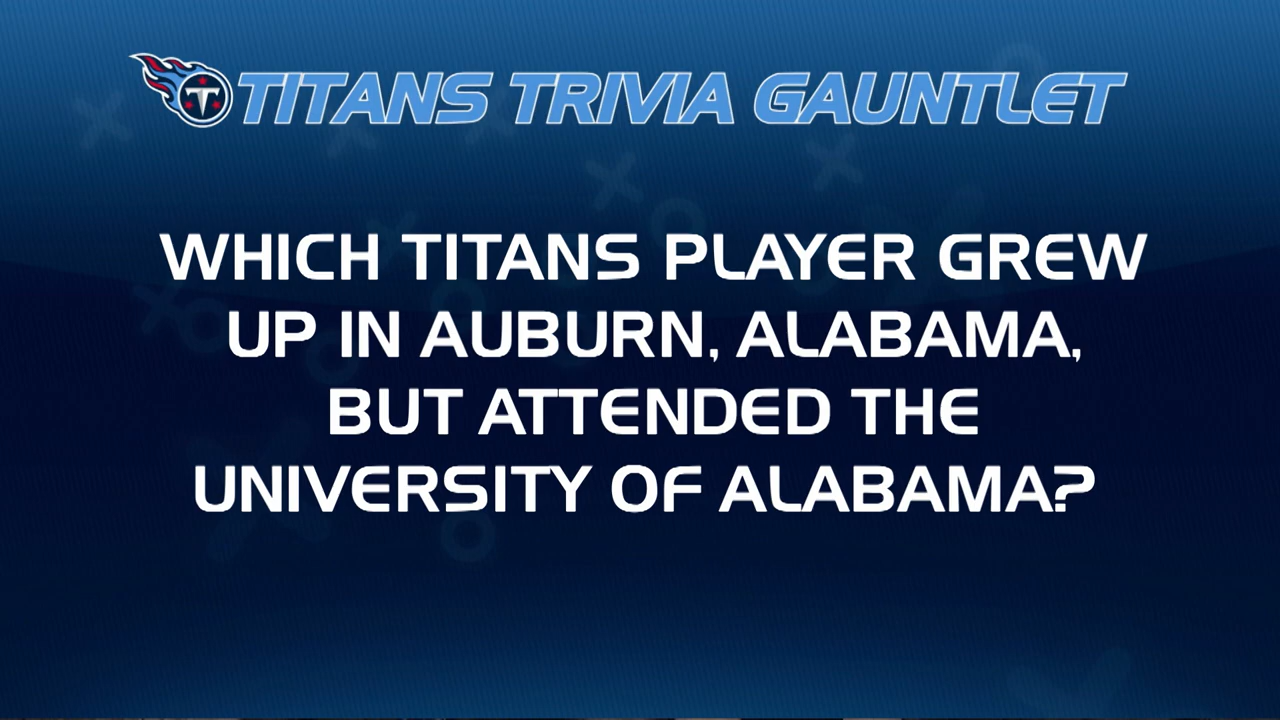 TITANS TRIVIA GAUNTLET
WHICH TITANS PLAYER GREW
UP IN AUBURN, ALABAMA,
BUT ATTENDED THE
UNIVERSITY OF ALABAMA?